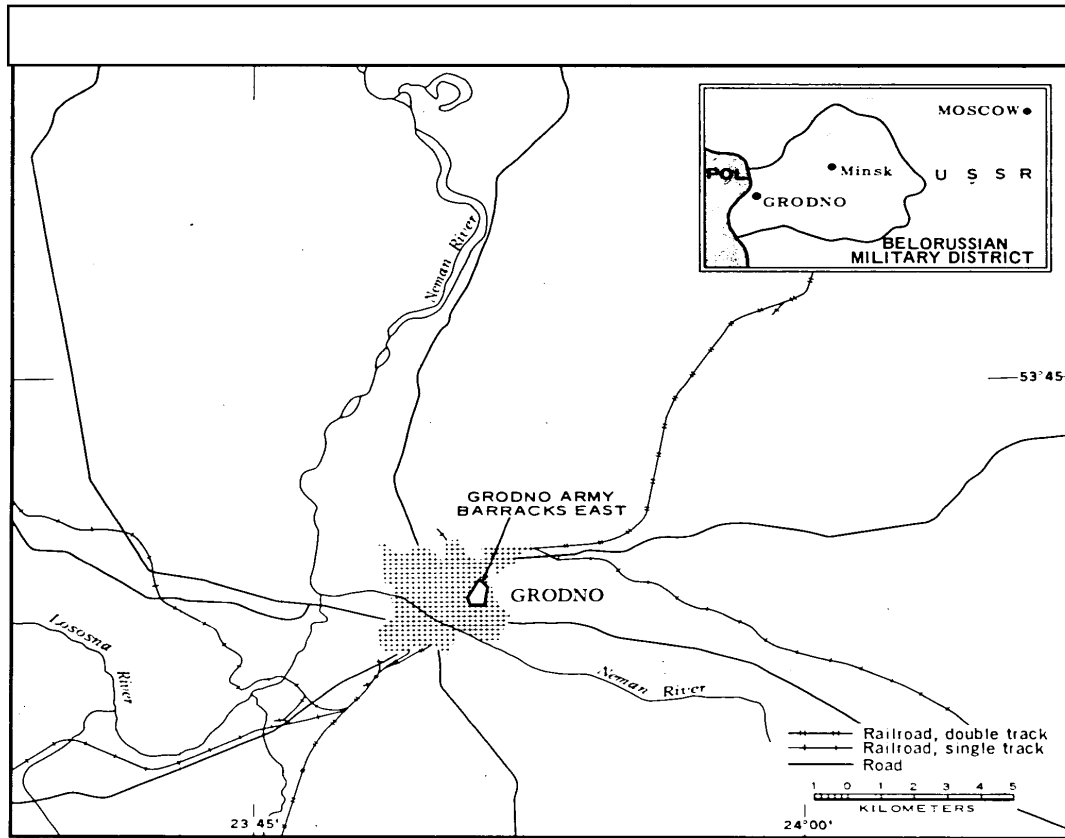 MOSCOW
Minsk
POL.
U S S R
GRODNO
BELORUSSIAN
MILITARY DISTRICT
Neman River
53°45
GRODNO ARMY
BARRACKS EAST
GRODNO
Lososna
River
Neman River
Railroad, double track
Railroad, single track
Road
1 0 1 2 3 4 5
KILOMETERS
23°45'
24°00'